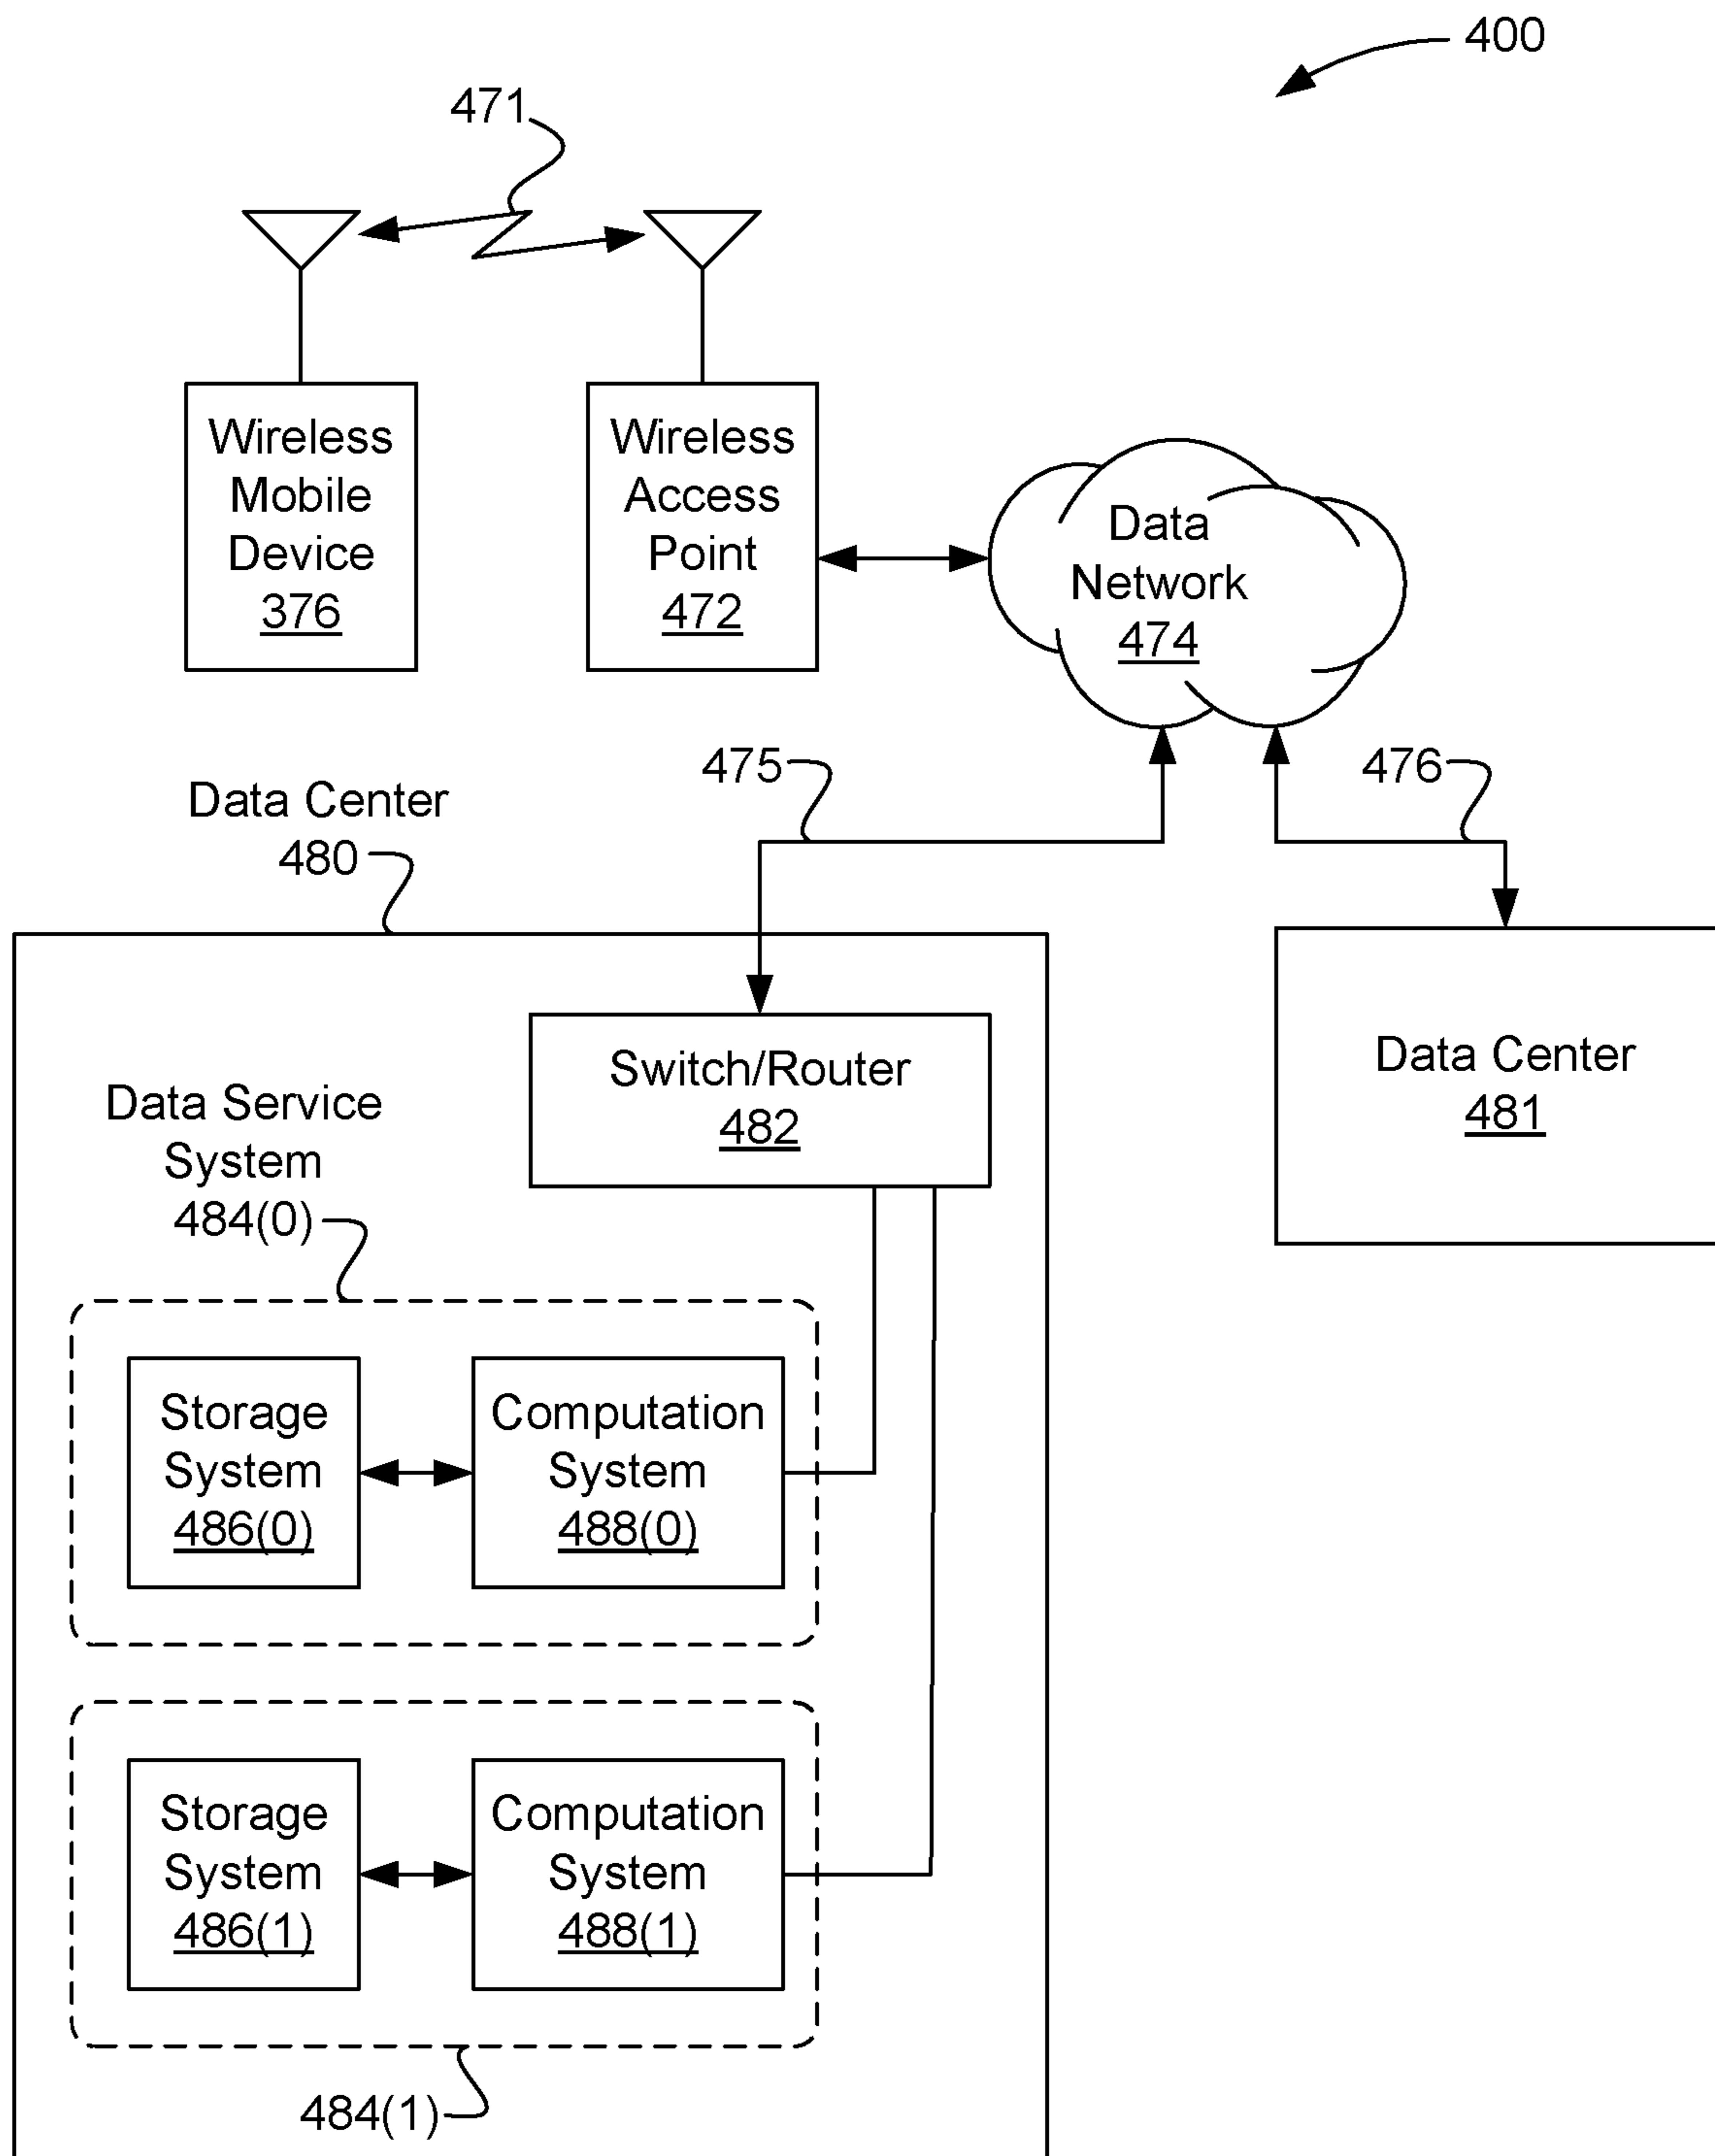 400
471
Wireless
Mobile
Device
376
Wireless
Access
Point
472
Data
Network
474
475
476
Data Center
480
Switch/Router
482
Data Center
481
Data Service
System
484(0)
Storage
System
486(0)
Computation
System
488(0)
Storage
System
486(1)
Computation
System
488(1)
484(1)